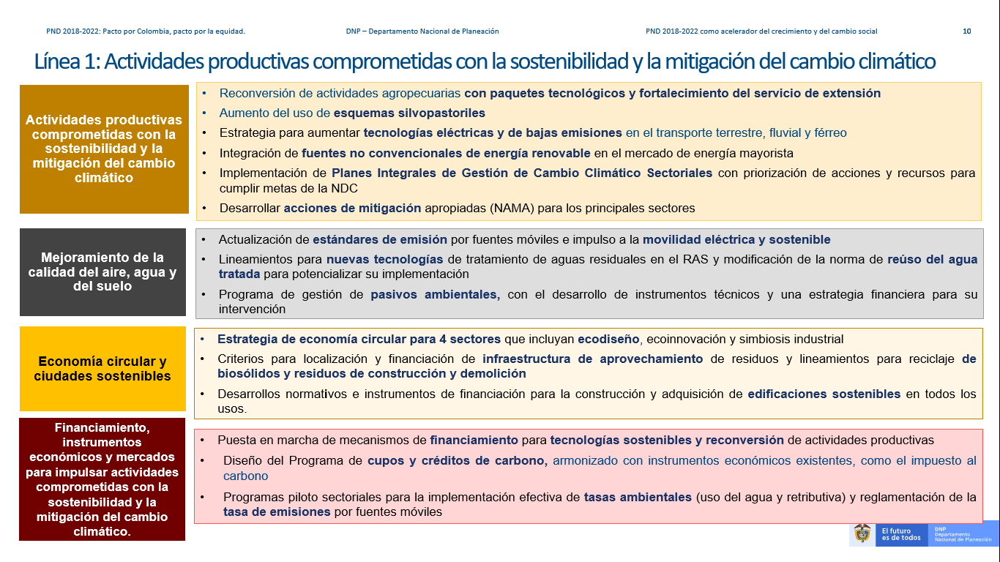 PND 2018-2022: Pacto por Colombia, pacto por la equidad.
DNP – Departamento Nacional de Planeación
PND 2018-2022 como acelerador del crecimiento y del cambio social
10
Línea 1: Actividades productivas comprometidas con la sostenibilidad y la mitigación del cambio climático
Actividades productivas
comprometidas con la
sostenibilidad y la
mitigación del cambio
climático
• Reconversión de actividades agropecuarias con paquetes tecnológicos y fortalecimiento del servicio de extensión
• Aumento del uso de esquemas silvopastoriles
• Estrategia para aumentar tecnologías eléctricas y de bajas emisiones en el transporte terrestre, fluvial y férreo
• Integración de fuentes no convencionales de energía renovable en el mercado de energía mayorista
• Implementación de Planes Integrales de Gestión de Cambio Climático Sectoriales con priorización de acciones y recursos para
cumplir metas de la NDC
• Desarrollar acciones de mitigación apropiadas (NAMA) para los principales sectores
Mejoramiento de la
calidad del aire, agua y
del suelo
• Actualización de estándares de emisión por fuentes móviles e impulso a la movilidad eléctrica y sostenible
• Lineamientos para nuevas tecnologías de tratamiento de aguas residuales en el RAS y modificación de la norma de reúso del agua
tratada para potencializar su implementación
• Programa de gestión de pasivos ambientales, con el desarrollo de instrumentos técnicos y una estrategia financiera para su
intervención
Economía circular y
ciudades sostenibles
• Estrategia de economía circular para 4 sectores que incluyan ecodiseño, ecoinnovación y simbiosis industrial
• Criterios para localización y financiación de infraestructura de aprovechamiento de residuos y lineamientos para reciclaje de
biosólidos y residuos de construcción y demolición
• Desarrollos normativos e instrumentos de financiación para la construcción y adquisición de edificaciones sostenibles en todos los
usos.
Financiamiento,
instrumentos
económicos y mercados
para impulsar actividades
comprometidas con la
sostenibilidad y la
mitigación del cambio
climático.
• Puesta en marcha de mecanismos de financiamiento para tecnologías sostenibles y reconversión de actividades productivas
• Diseño del Programa de cupos y créditos de carbono, armonizado con instrumentos económicos existentes, como el impuesto al
carbono
• Programas piloto sectoriales para la implementación efectiva de tasas ambientales (uso del agua y retributiva) y reglamentación de la
tasa de emisiones por fuentes móviles
El futuro
es de todos
DNP
Departamento
Nacional de Planeación